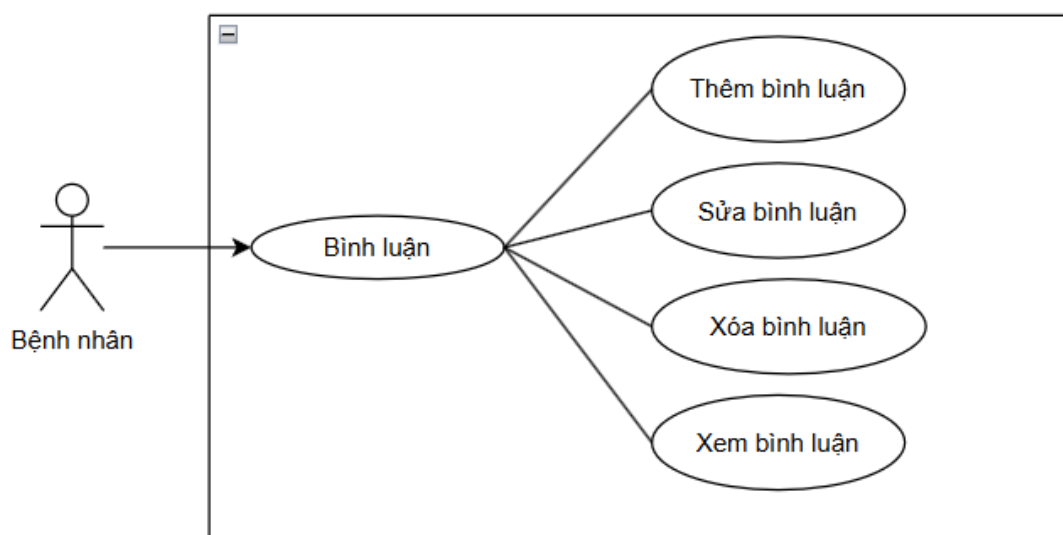 Thêm bình luận
Sửa bình luận
Bình luận
Xóa bình luận
Bệnh nhân
Xem bình luận